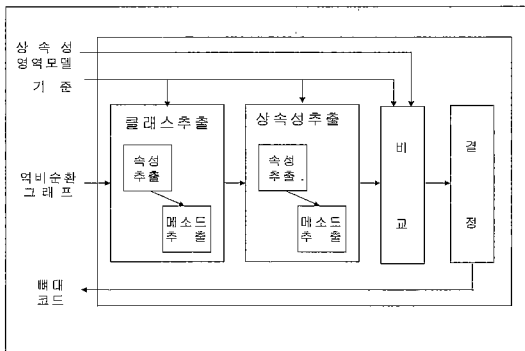 상 속 성
영역모델
기 준
클래스추출
상속성추출
속성
추출
메소드
추 출
속성
추출
메소드
추 출
비
교
결
정
역비순환
그 래 프
뼈대
코드